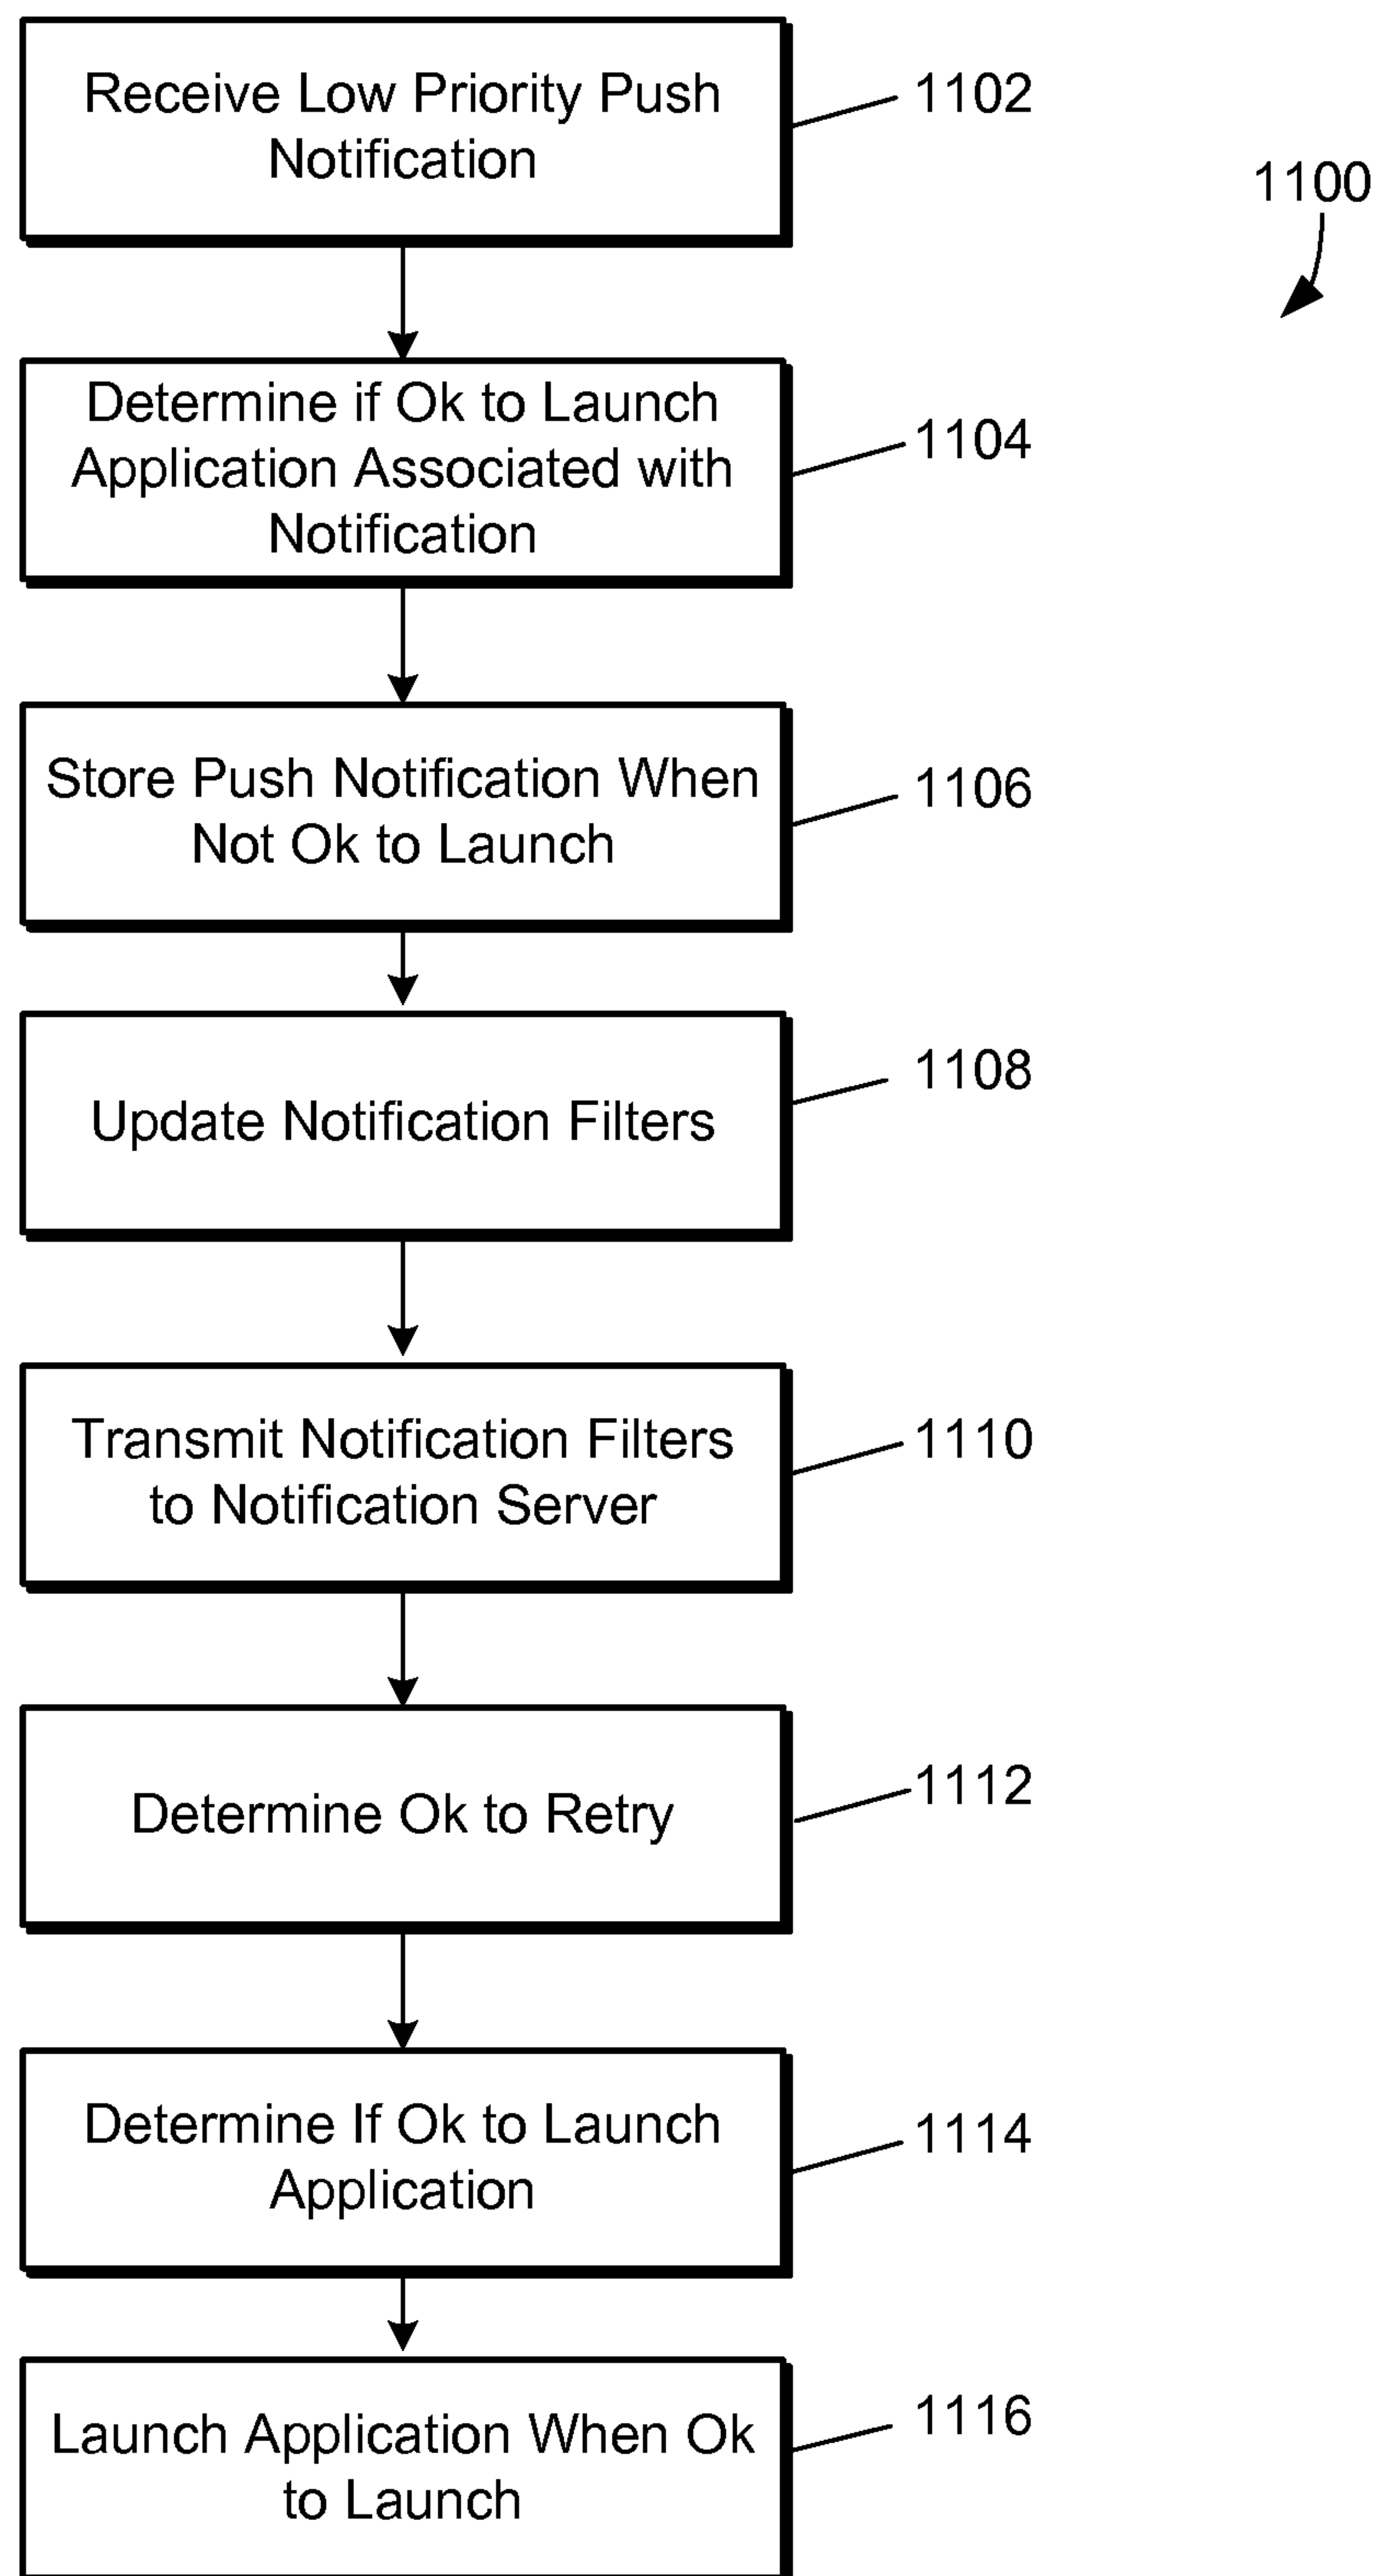 Receive Low Priority Push
Notification
1102
1100
Determine if Ok to Launch
Application Associated with
Notification
1104
Store Push Notification When
Not Ok to Launch
1106
Update Notification Filters
1108
Transmit Notification Filters
to Notification Server
1110
Determine Ok to Retry
1112
Determine If Ok to Launch
Application
1114
Launch Application When Ok
to Launch
1116